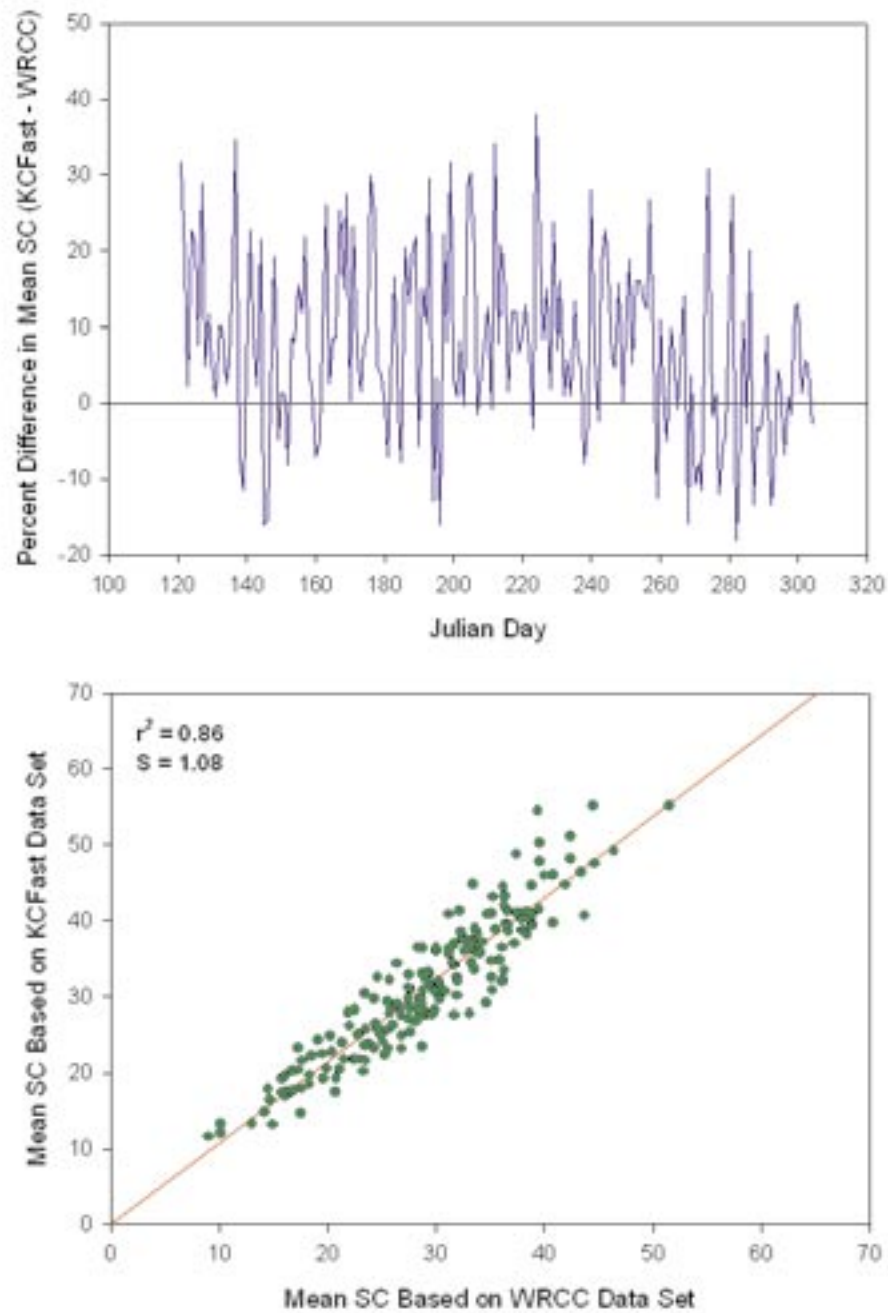 Percent Difference in Mean SC (KCFast - WRCC)
50
40
30
20
10
0
-20
-10
100 120 140 160 180 200 220 240 260 280 300 320
Julian Day
Mean SC Based on KCFast Data Set
r² = 0.86
S = 1.08
70
60
50
40
30
20
10
0
0 10 20 30 40 50 60 70
Mean SC Based on WRCC Data Set